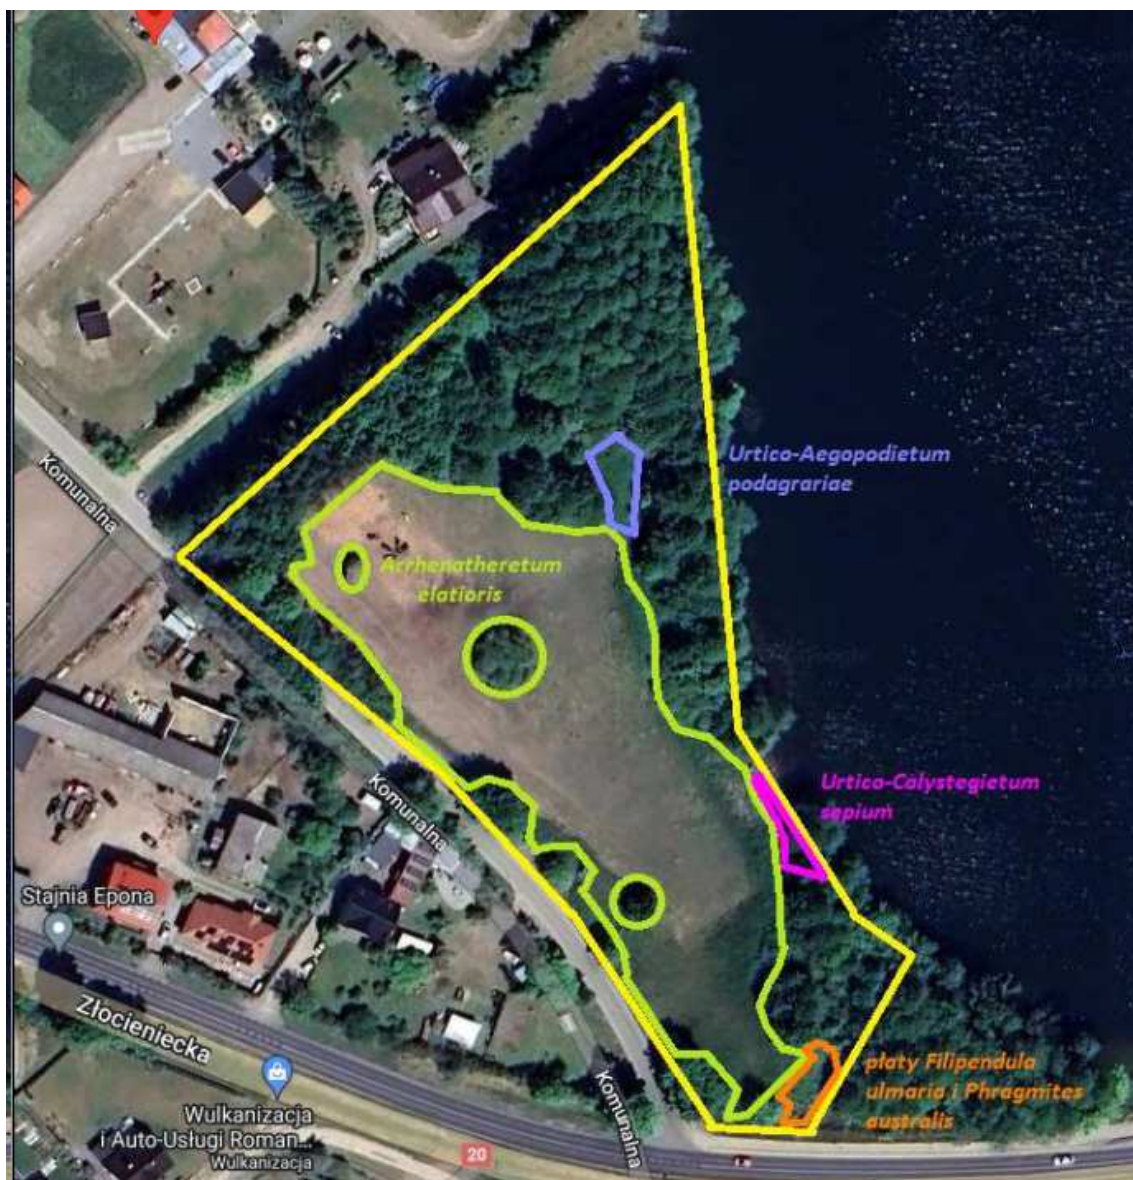 Komunalna
Urtico-Aegopodietum
podagrariae
Arrhenatheretum
elatioris
Komunalna
Urtico-Calystegietum
sepium
Stajnia Epona
Złocieniecka
Wulkanizacja
i Auto-Usługi Roman...
Wulkanizacja
Komunalna
20
płaty Filipendula
ulmaria i Phragmites
australis